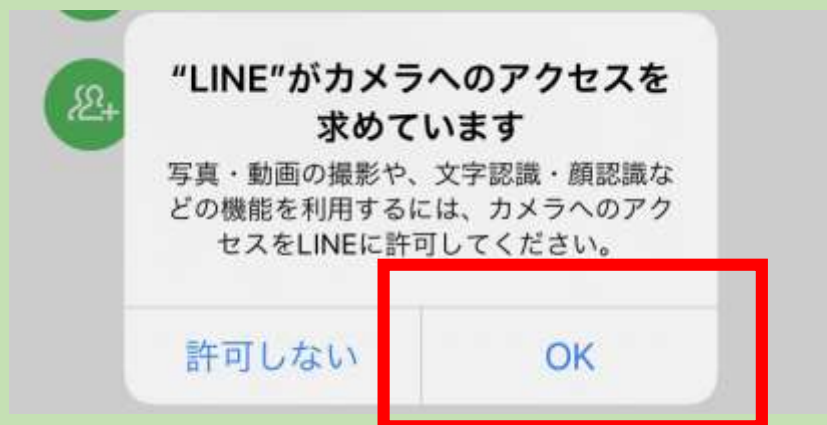 “LINE”がカメラへのアクセスを
求めています
写真・動画の撮影や、文字認識・顔認識な
どの機能を利用するには、カメラへのアク
セスをLINEに許可してください。
許可しない
OK